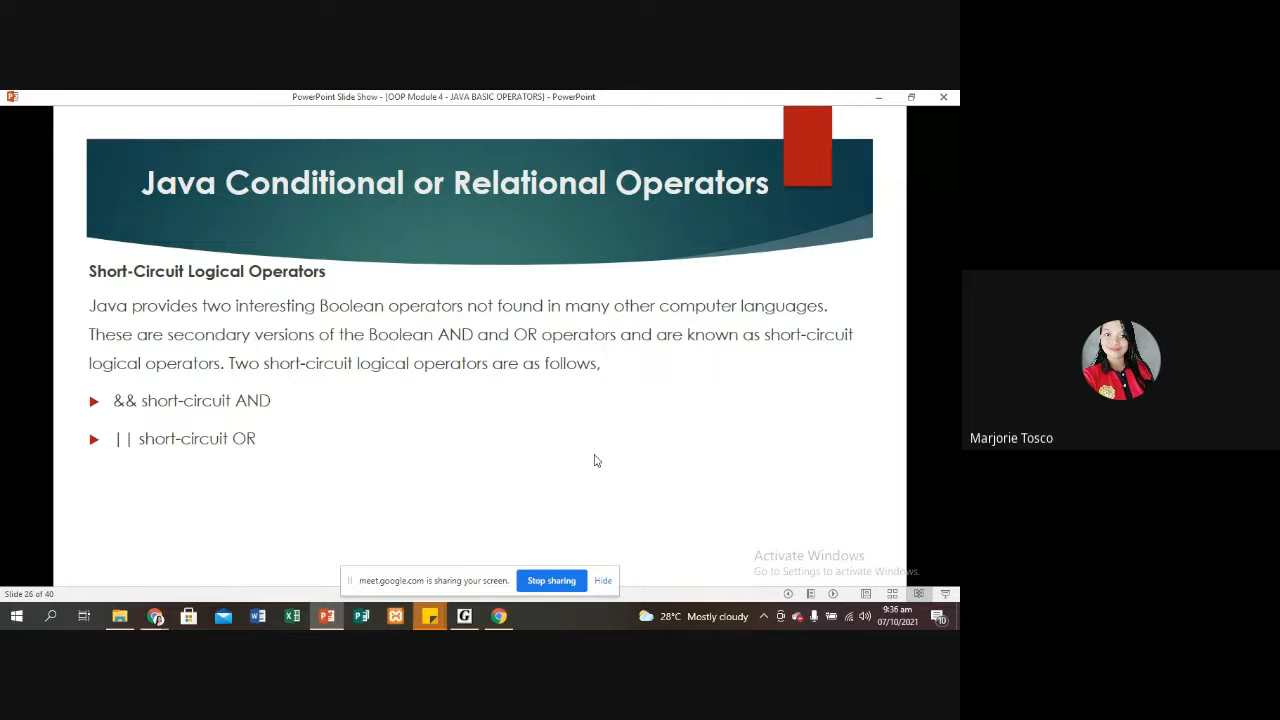 PowerPoint Slide Show - [OOP Module 4 - JAVA BASIC OPERATORS] - PowerPoint
Java Conditional or Relational Operators
Short-Circuit Logical Operators
Java provides two interesting Boolean operators not found in many other computer languages.
These are secondary versions of the Boolean AND and OR operators and are known as short-circuit
logical operators. Two short-circuit logical operators are as follows,
&& short-circuit AND
|| short-circuit OR
Marjorie Tosco
Activate Windows
Go to Settings to activate Windows.
meet.google.com is sharing your screen.
Stop sharing
Hide
Slide 26 of 40
28°C Mostly cloudy
9:36 am
07/10/2021
10